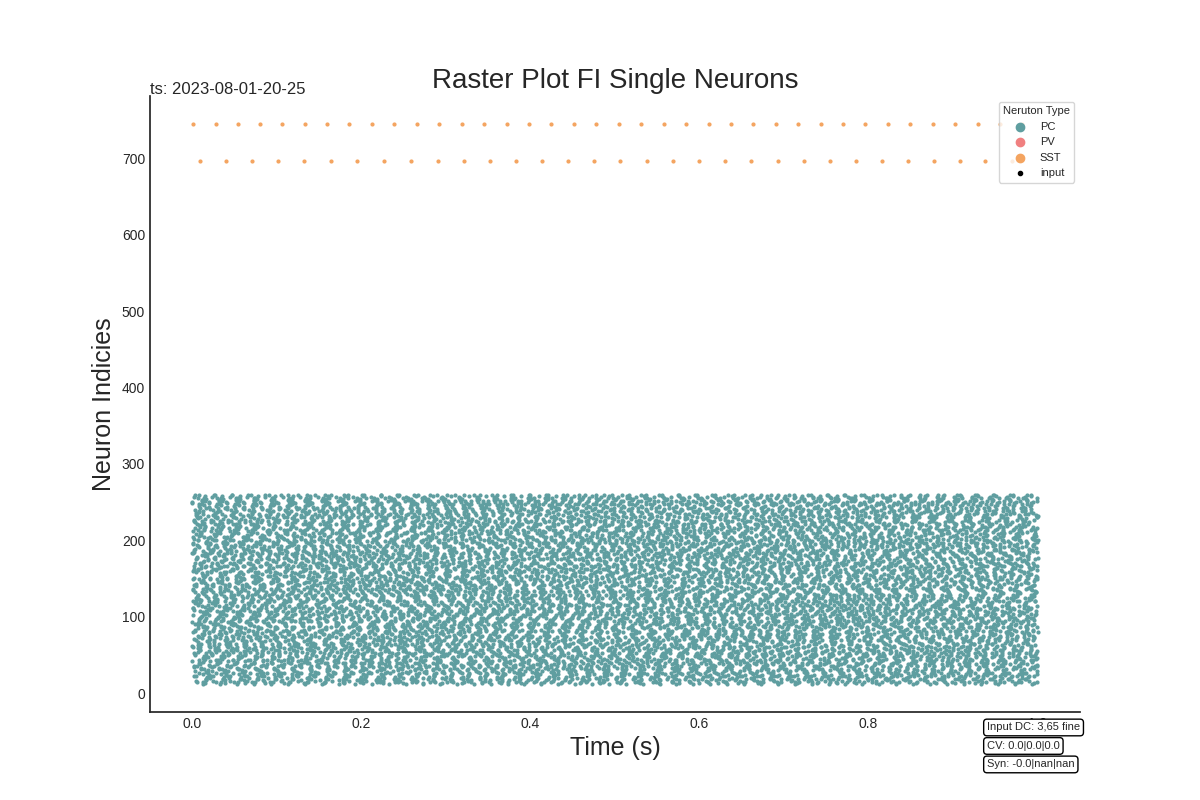 Raster Plot FI Single Neurons
ts: 2023-08-01-20-25
Neruton Type
PC
PV
SST
input
Neuron Indicies
700
600
500
400
300
200
100
0
0.0 0.2 0.4 0.6 0.8
Time (s)
Input DC: 3,65 fine
CV: 0.0|0.0|0.0
Syn: -0.0|nan|nan